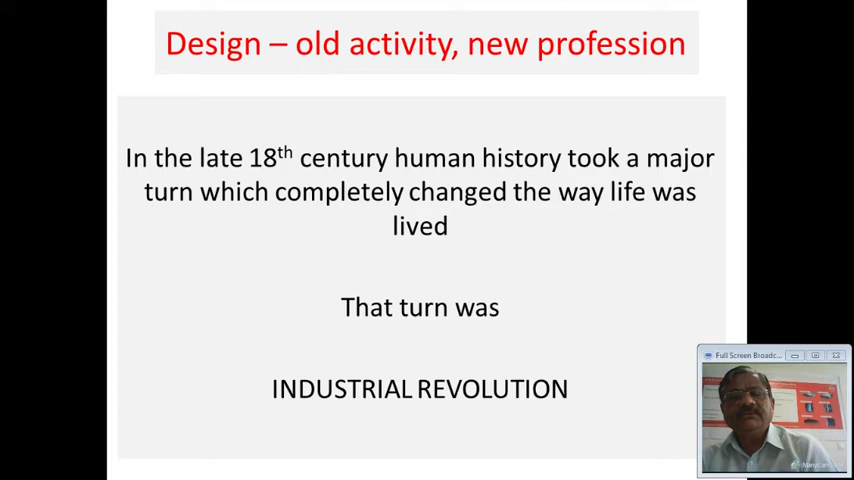 Design – old activity, new profession
In the late 18th century human history took a major
turn which completely changed the way life was
lived
That turn was
INDUSTRIAL REVOLUTION
Full Screen Broadc...